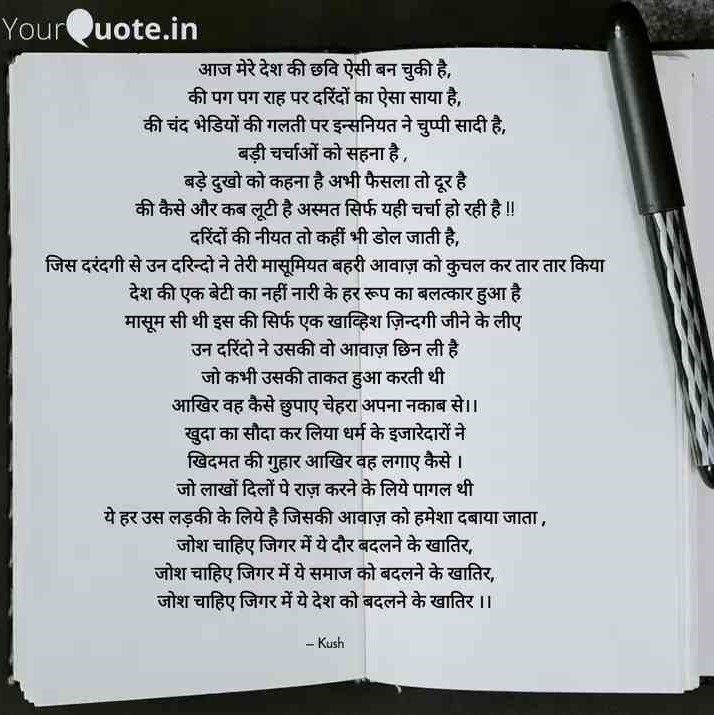 YourQuote.in
आज मेरे देश की छवि ऐसी बन चुकी है,
की पग पग राह पर दरिंदों का ऐसा साया है,
की चंद भेडियों की गलती पर इन्सनियत ने चुप्पी सादी है,
बड़ी चर्चाओं को सहना है ,
बड़े दुखो को कहना है अभी फैसला तो दूर है
की कैसे और कब लूटी है अस्मत सिर्फ यही चर्चा हो रही है !!
दरिंदों की नीयत तो कहीं भी डोल जाती है,
जिस दरंदगी से उन दरिन्दो ने तेरी मासूमियत बहरी आवाज़ को कुचल कर तार तार किया
देश की एक बेटी का नहीं नारी के हर रूप का बलत्कार हुआ है
मासूम सी थी इस की सिर्फ एक खाव्हिश ज़िन्दगी जीने के लीए
उन दरिंदो ने उसकी वो आवाज़ छिन ली है
जो कभी उसकी ताकत हुआ करती थी
आखिर वह कैसे छुपाए चेहरा अपना नकाब से।।
खुदा का सौदा कर लिया धर्म के इजारेदारों ने
खिदमत की गुहार आखिर वह लगाए कैसे ।
जो लाखों दिलों पे राज़ करने के लिये पागल थी
ये हर उस लड़की के लिये है जिसकी आवाज़ को हमेशा दबाया जाता ,
जोश चाहिए जिगर में ये दौर बदलने के खातिर,
जोश चाहिए जिगर में ये समाज को बदलने के खातिर,
जोश चाहिए जिगर में ये देश को बदलने के खातिर ।।
– Kush